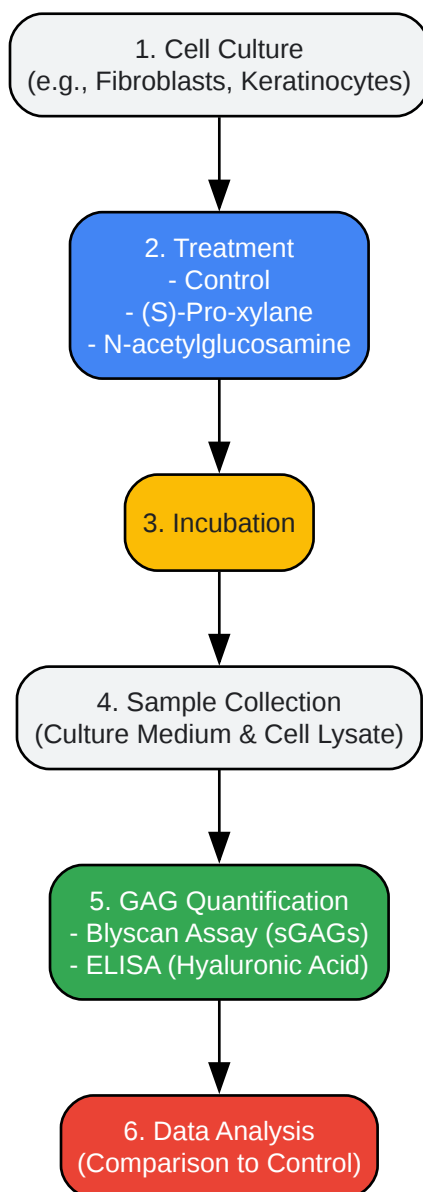 1. Cell Culture
(e.g., Fibroblasts, Keratinocytes)
2. Treatment
- Control
- (S)-Pro-xylane
- N-acetylglucosamine
3. Incubation
4. Sample Collection
(Culture Medium & Cell Lysate)
5. GAG Quantification
- Blyscan Assay (sGAGs)
- ELISA (Hyaluronic Acid)
6. Data Analysis
(Comparison to Control)